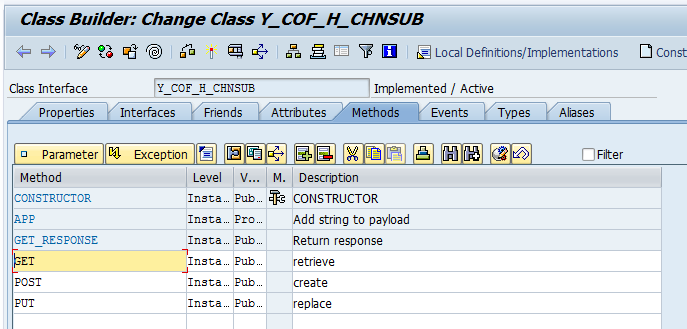 Class Builder: Change Class Y_COF_H_CHNSUB
Local Definitions/Implementations Const
Class Interface Y_COF_H_CHNSUB Implemented / Active
Properties Interfaces Friends Attributes Methods Events Types Aliases
Parameter Exception Filter
Method Level V... M. Description
CONSTRUCTOR Insta… Pub… CONSTRUCTOR
APP Insta… Pro… Add string to payload
GET_RESPONSE Insta… Pub… Return response
GET Insta… Pub… retrieve
POST Insta… Pub… create
PUT Insta… Pub… replace